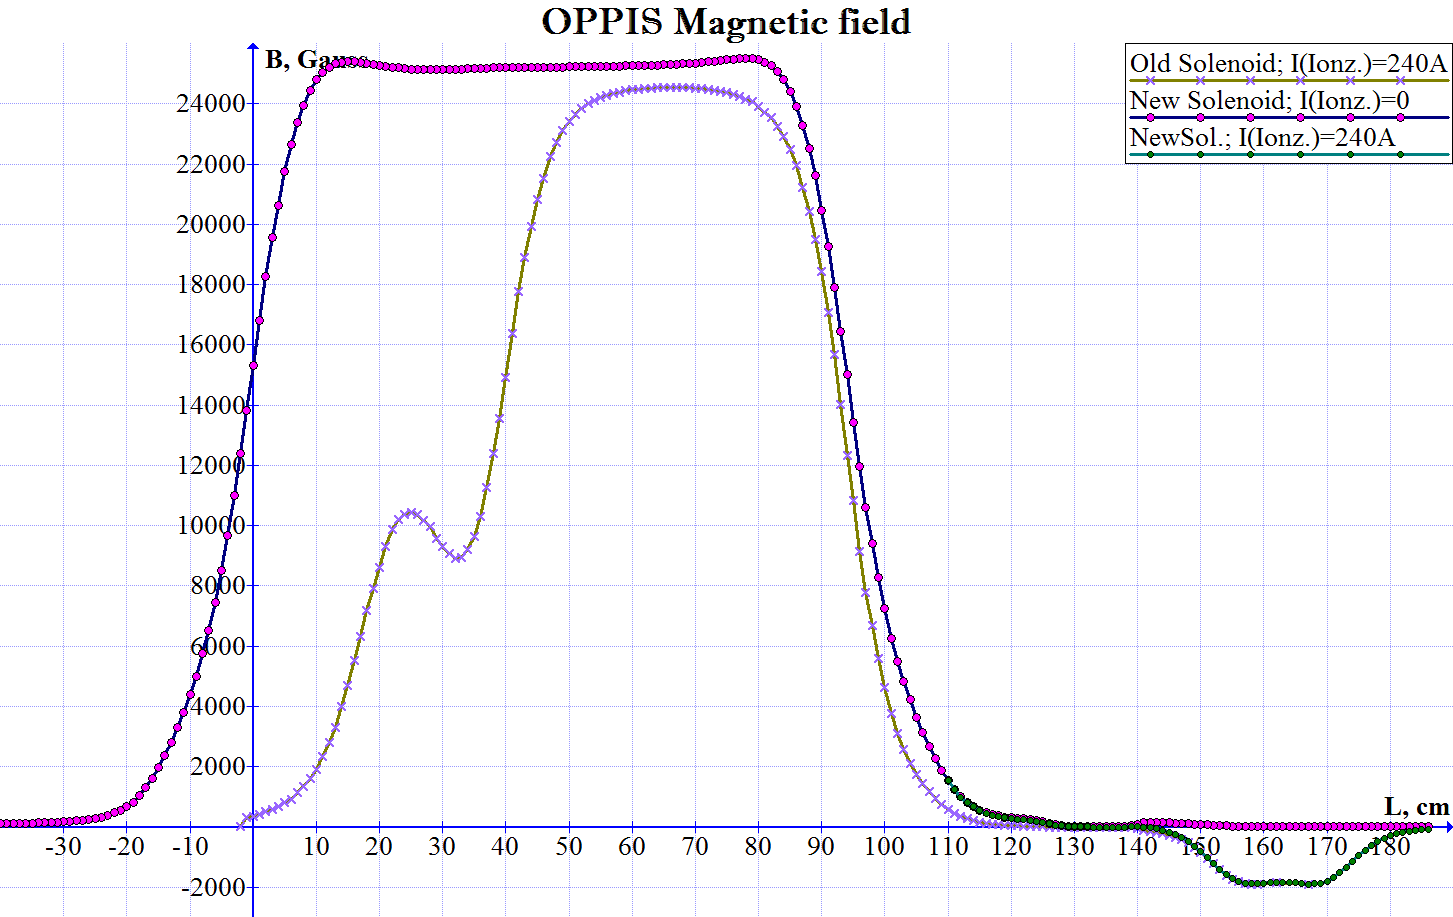 OPPIS Magnetic field
B, Gauss
Old Solenoid; I(Ionz.)=240A
New Solenoid; I(Ionz.)=0
NewSol.; I(Ionz.)=240A
24000
22000
20000
18000
16000
14000
12000
10000
8000
6000
4000
2000
L, cm
-30 -20 -10 10 20 30 40 50 60 70 80 90 100 110 120 130 140 150 160 170 180
-2000